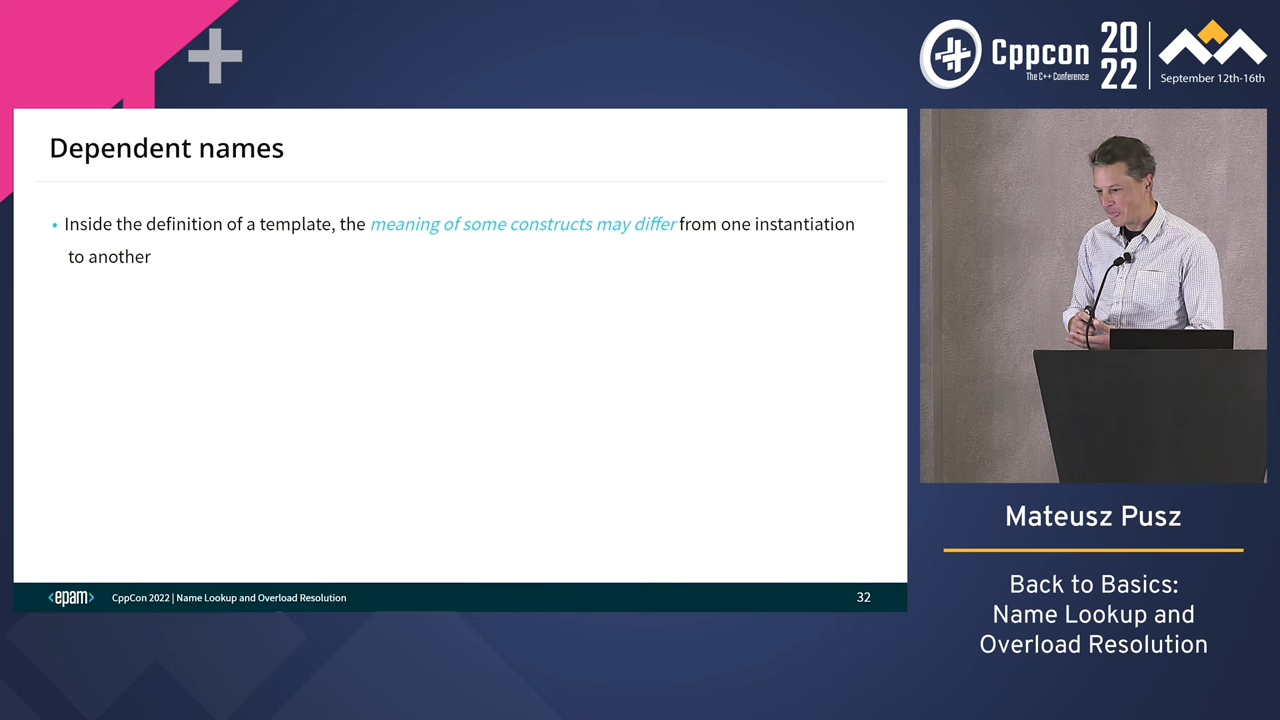 Cppcon
The C++ Conference
20
22
September 12th-16th
Dependent names
• Inside the definition of a template, the meaning of some constructs may differ from one instantiation
to another
<epam>
CppCon 2022 | Name Lookup and Overload Resolution
32
Mateusz Pusz
Back to Basics:
Name Lookup and
Overload Resolution